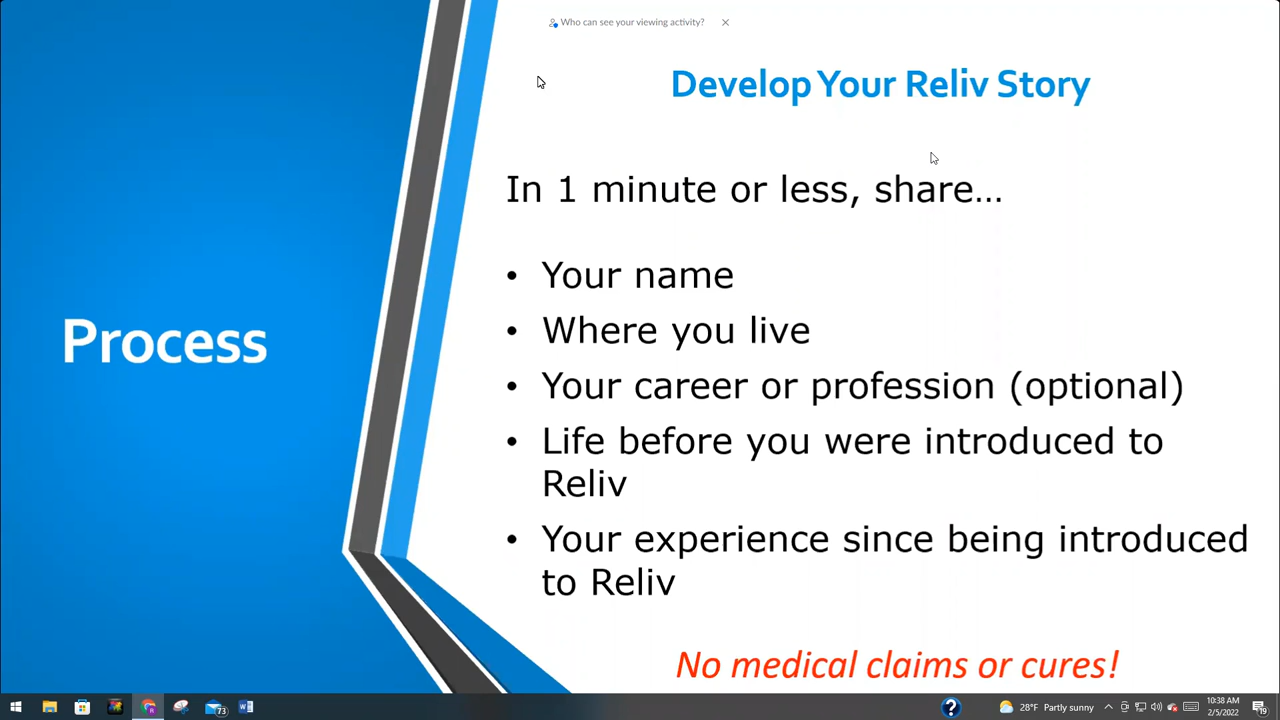 Who can see your viewing activity?
Develop Your Reliv Story
In 1 minute or less, share...
Process
• Your name
• Where you live
• Your career or profession (optional)
• Life before you were introduced to
Reliv
• Your experience since being introduced
to Reliv
No medical claims or cures!
73
W
?
28°F Partly sunny
10:38 AM
2/5/2022
19